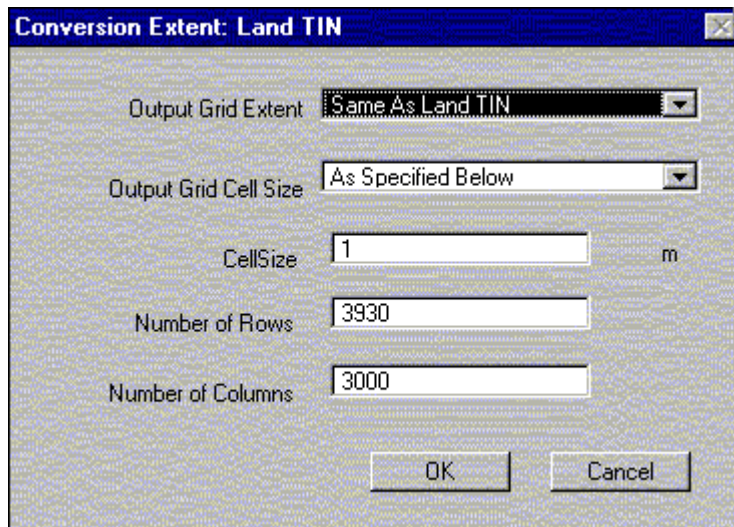 Conversion Extent: Land TIN
Output Grid Extent Same As Land TIN
Output Grid Cell Size As Specified Below
CellSize 1 m
Number of Rows 3930
Number of Columns 3000
OK Cancel